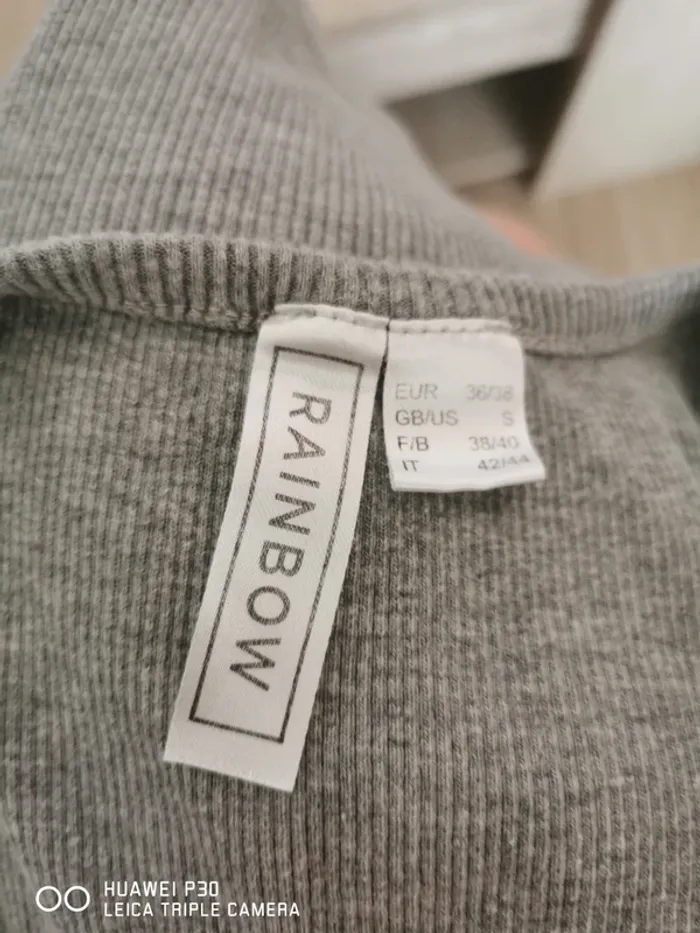 RAINBOW
EUR 36/38
GB/US S
F/B 38/40
IT 42/44
HUAWEI P30
LEICA TRIPLE CAMERA